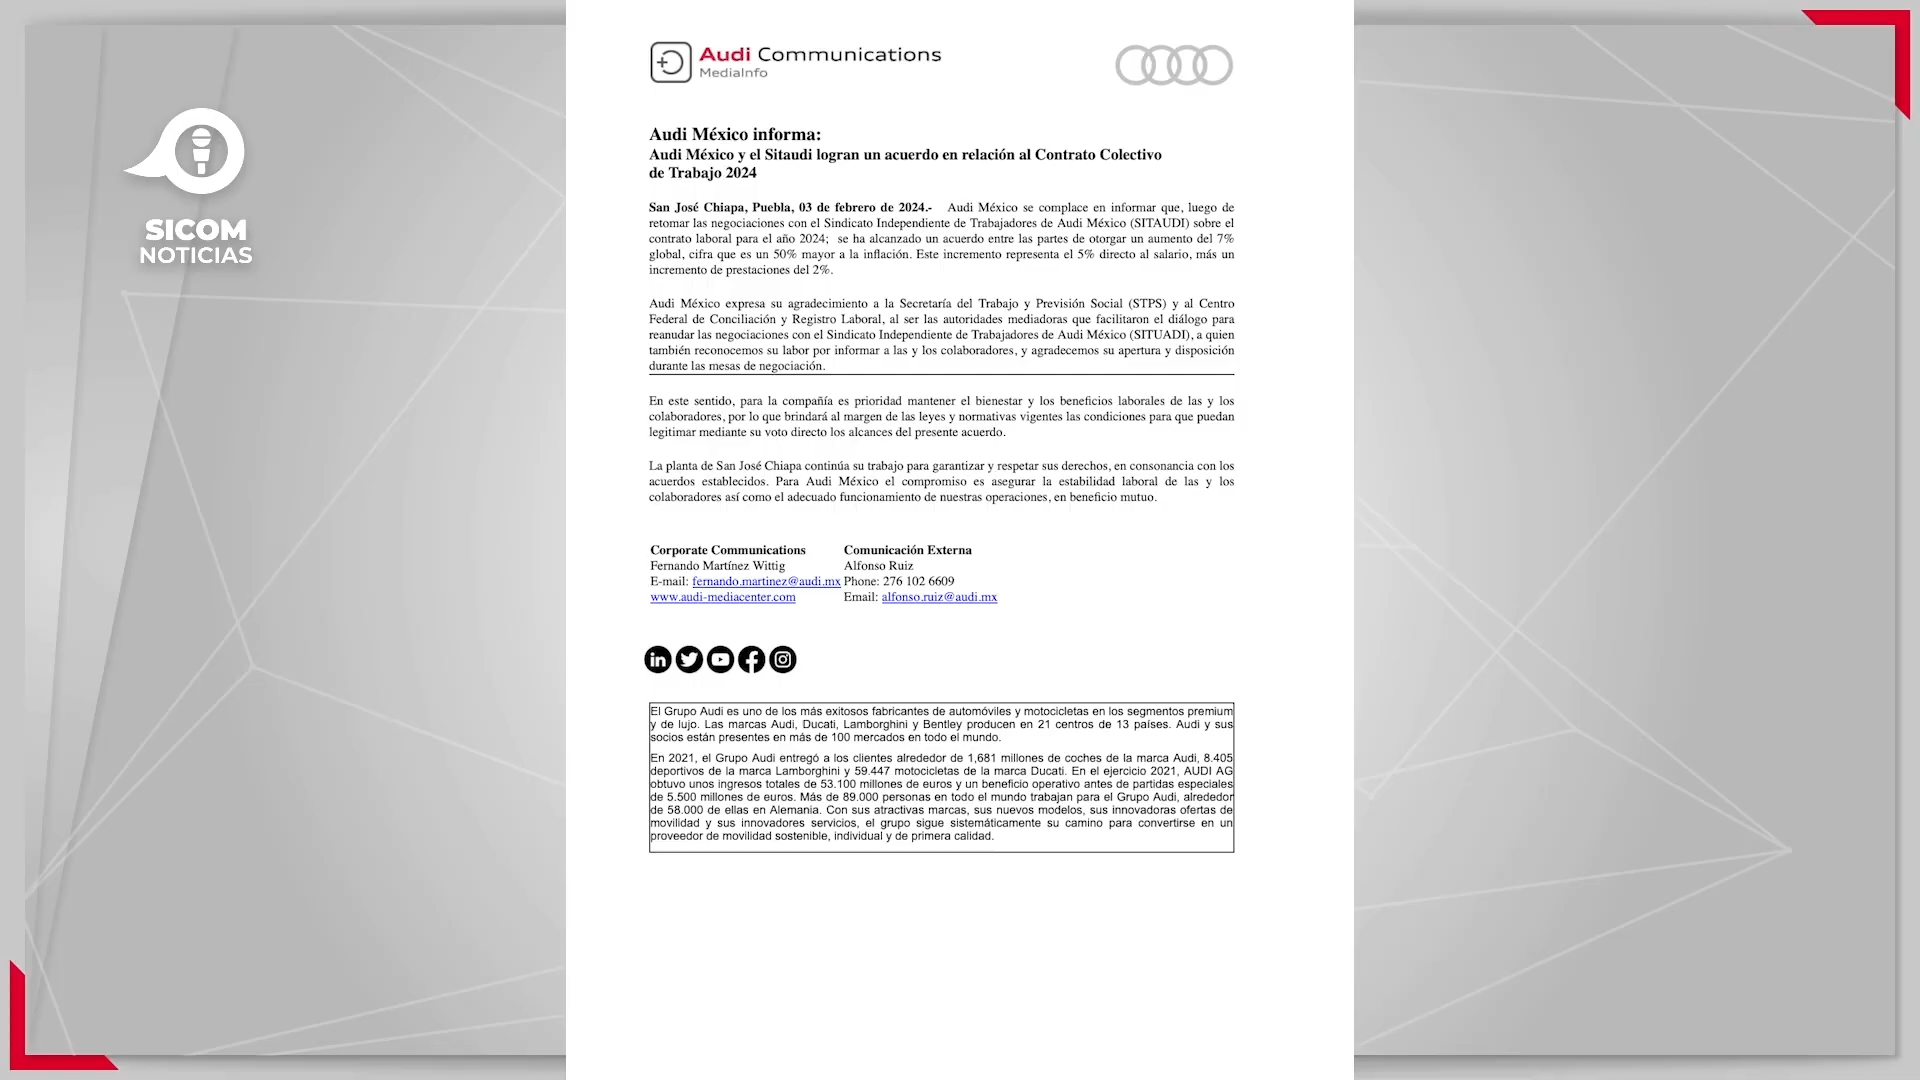 SICOM
NOTICIAS
Audi Communications
MediaInfo
Audi México informa:
Audi México y el Sitaudi logran un acuerdo en relación al Contrato Colectivo
de Trabajo 2024
San José Chiapa, Puebla, 03 de febrero de 2024.- Audi México se complace en informar que, luego de
retomar las negociaciones con el Sindicato Independiente de Trabajadores de Audi México (SITAUDI) sobre el
contrato laboral para el año 2024; se ha alcanzado un acuerdo entre las partes de otorgar un aumento del 7%
global, cifra que es un 50% mayor a la inflación. Este incremento representa el 5% directo al salario, más un
incremento de prestaciones del 2%.
Audi México expresa su agradecimiento a la Secretaría del Trabajo y Previsión Social (STPS) y al Centro
Federal de Conciliación y Registro Laboral, al ser las autoridades mediadoras que facilitaron el diálogo para
reanudar las negociaciones con el Sindicato Independiente de Trabajadores de Audi México (SITUADI), a quien
también reconocemos su labor por informar a las y los colaboradores, y agradecemos su apertura y disposición
durante las mesas de negociación.
En este sentido, para la compañía es prioridad mantener el bienestar y los beneficios laborales de las y los
colaboradores, por lo que brindará al margen de las leyes y normativas vigentes las condiciones para que puedan
legitimar mediante su voto directo los alcances del presente acuerdo.
La planta de San José Chiapa continúa su trabajo para garantizar y respetar sus derechos, en consonancia con los
acuerdos establecidos. Para Audi México el compromiso es asegurar la estabilidad laboral de las y los
colaboradores así como el adecuado funcionamiento de nuestras operaciones, en beneficio mutuo.
Corporate Communications
Fernando Martínez Wittig
E-mail: fernando.martinez@audi.mx
www.audi-mediacenter.com
Comunicación Externa
Alfonso Ruiz
Phone: 276 102 6609
Email: alfonso.ruiz@audi.mx
El Grupo Audi es uno de los más exitosos fabricantes de automóviles y motocicletas en los segmentos premium
y de lujo. Las marcas Audi, Ducati, Lamborghini y Bentley producen en 21 centros de 13 países. Audi y sus
socios están presentes en más de 100 mercados en todo el mundo.
En 2021, el Grupo Audi entregó a los clientes alrededor de 1,681 millones de coches de la marca Audi, 8.405
deportivos de la marca Lamborghini y 59.447 motocicletas de la marca Ducati. En el ejercicio 2021, AUDI AG
obtuvo unos ingresos totales de 53.100 millones de euros y un beneficio operativo antes de partidas especiales
de 5.500 millones de euros. Más de 89.000 personas en todo el mundo trabajan para el Grupo Audi, alrededor
de 58.000 de ellas en Alemania. Con sus atractivas marcas, sus nuevos modelos, sus innovadoras ofertas de
movilidad y sus innovadores servicios, el grupo sigue sistemáticamente su camino para convertirse en un
proveedor de movilidad sostenible, individual y de primera calidad.